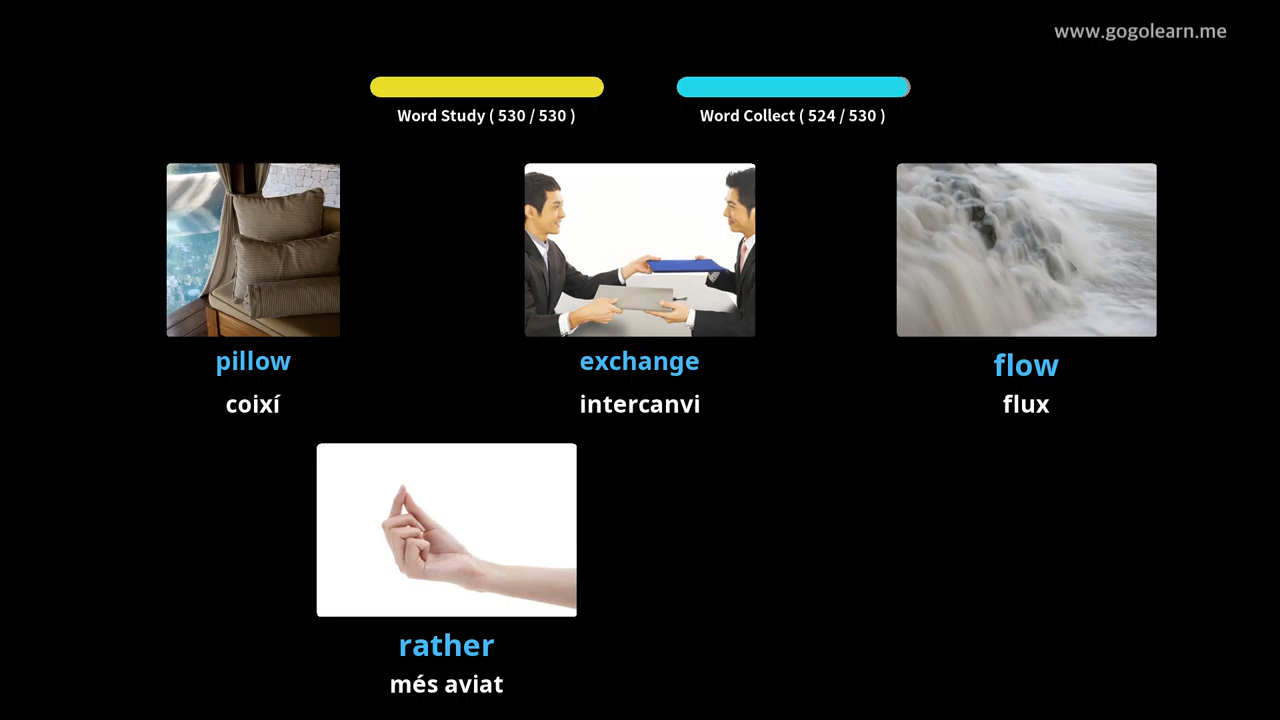 www.gogolearn.me
Word Study ( 530 / 530 )
Word Collect ( 524 / 530 )
pillow
coixí
exchange
intercanvi
flow
flux
rather
més aviat